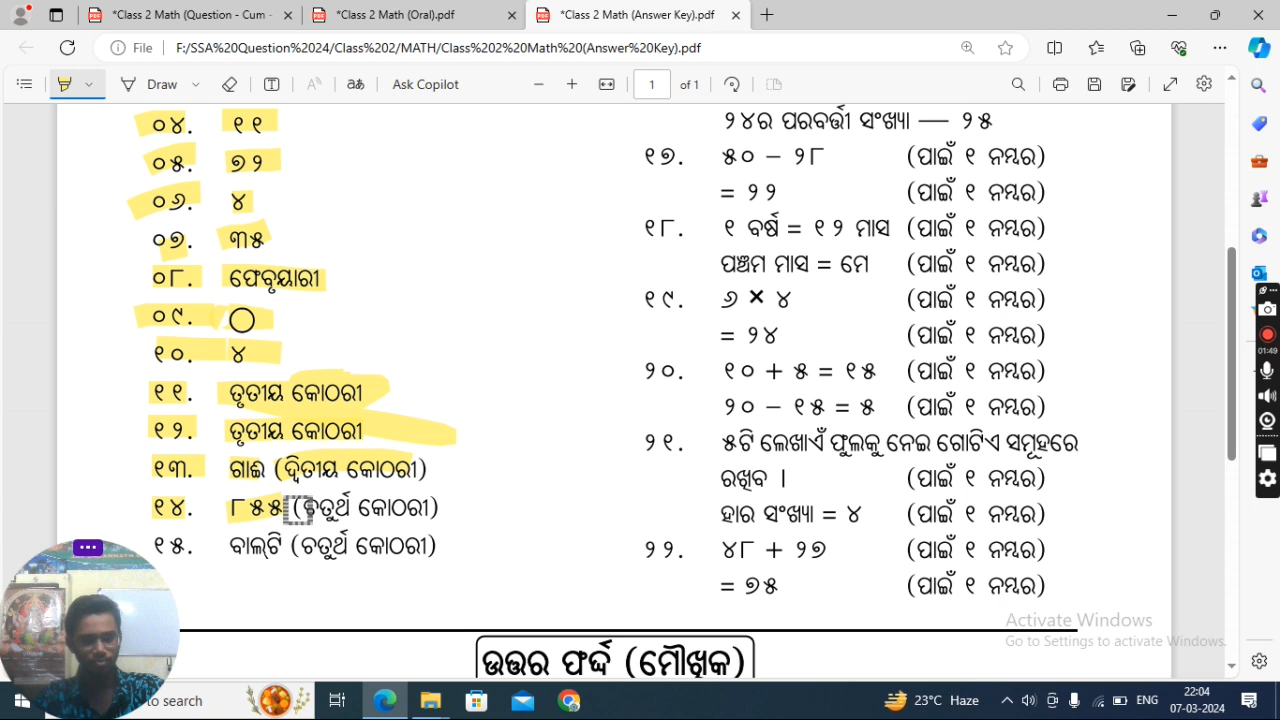 *Class 2 Math (Question - Cum -
*Class 2 Math (Oral).pdf
*Class 2 Math (Answer Key).pdf
File
F:/SSA%20Question%202024/Class%202/MATH/Class%202%20Math%20(Answer%20Key).pdf
Draw
Ask Copilot
1
of 1
୦୪. ୧୧
୦୫. ୭୨
୦୬. ୪
୦୭. ୩୫
୦୮. ଫେବୃୟାରୀ
୦୯.
୧୦. ୪
୧୧. ତୃତୀୟ କୋଠରୀ
୧୨. ତୃତୀୟ କୋଠରୀ
୧୩. ଗାଈ (ଦ୍ୱିତୀୟ କୋଠରୀ)
୧୪. ୮୫୫ (ଚତୁର୍ଥ କୋଠରୀ)
୧୫. ବାଲ୍‌ଟି (ଚତୁର୍ଥ କୋଠରୀ)
୨୪ର ପରବର୍ତ୍ତୀ ସଂଖ୍ୟା — ୨୫
୧୭. ୫୦ – ୨୮ (ପାଇଁ ୧ ନମ୍ବର)
= ୨୨ (ପାଇଁ ୧ ନମ୍ବର)
୧୮. ୧ ବର୍ଷ = ୧୨ ମାସ (ପାଇଁ ୧ ନମ୍ବର)
ପଞ୍ଚମ ମାସ = ମେ (ପାଇଁ ୧ ନମ୍ବର)
୧୯. ୬ × ୪ (ପାଇଁ ୧ ନମ୍ବର)
= ୨୪ (ପାଇଁ ୧ ନମ୍ବର)
୨୦. ୧୦ + ୫ = ୧୫ (ପାଇଁ ୧ ନମ୍ବର)
୨୦ – ୧୫ = ୫ (ପାଇଁ ୧ ନମ୍ବର)
୨୧. ୫ଟି ଲେଖାଏଁ ଫୁଲକୁ ନେଇ ଗୋଟିଏ ସମୂହରେ
ରଖିବ । (ପାଇଁ ୧ ନମ୍ବର)
ହାର ସଂଖ୍ୟା = ୪ (ପାଇଁ ୧ ନମ୍ବର)
୨୨. ୪୮ + ୨୭ (ପାଇଁ ୧ ନମ୍ବର)
= ୭୫ (ପାଇଁ ୧ ନମ୍ବର)
ଉତ୍ତର ଫର୍ଦ୍ଦ (ମୌଖିକ)
Activate Windows
Go to Settings to activate Windows.
01:49
to search
23°C Haze
ENG
22:04
07-03-2024